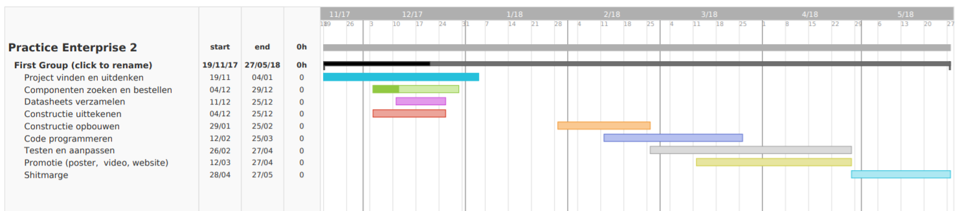 11/17 12/17 1/18 2/18 3/18 4/18 5/18
19 26 3 10 17 24 31 7 14 21 28 4 11 18 25 4 11 18 25 1 8 15 22 29 6 13 20 27
Practice Enterprise 2 start end 0h
First Group (click to rename) 19/11/17 27/05/18 0h
Project vinden en uitdenken 19/11 04/01 0
Componenten zoeken en bestellen 04/12 29/12 0
Datasheets verzamelen 11/12 25/12 0
Constructie uittekenen 04/12 25/12 0
Constructie opbouwen 29/01 25/02 0
Code programmeren 12/02 25/03 0
Testen en aanpassen 26/02 27/04 0
Promotie (poster, video, website) 12/03 27/04 0
Shitmarge 28/04 27/05 0